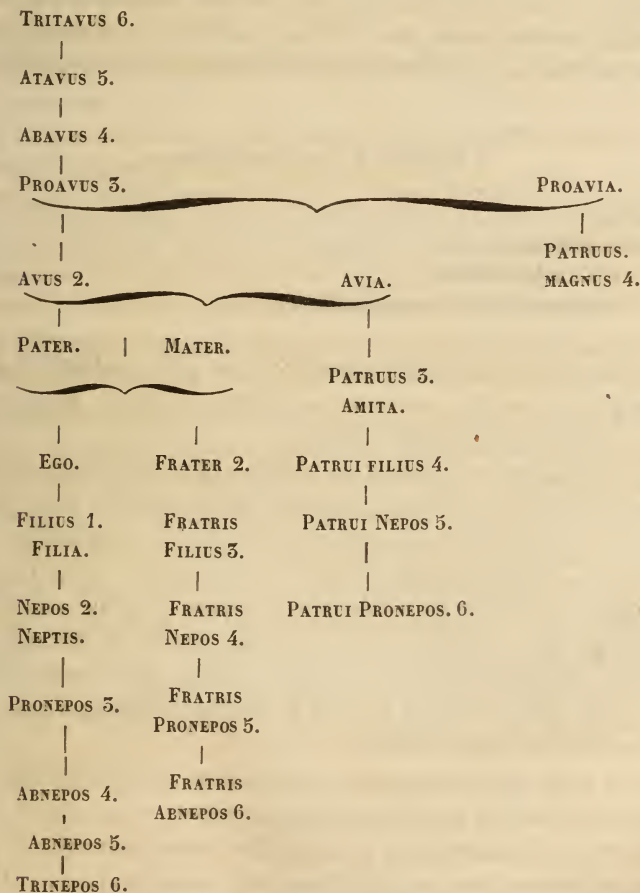 TRITAVUS 6.
ATAVUS 5.
ABAVUS 4.
PROAVUS 3. PROAVIA.
PATRUUS.
AVUS 2. AVIA. MAGNUS 4.
PATER. MATER.
PATRUUS 3.
AMITA.
EGO. FRATER 2. PATRUI FILIUS 4.
FILIUS 1. FRATRIS PATRUI NEPOS 5.
FILIA. FILIUS 3.
NEPOS 2. FRATRIS PATRUI PRONEPOS. 6.
NEPTIS. NEPOS 4.
FRATRIS
PRONEPOS 3.
PRONEPOS 5.
FRATRIS
ABNEPOS 4.
ABNEPOS 6.
ABNEPOS 5.
TRINEPOS 6.